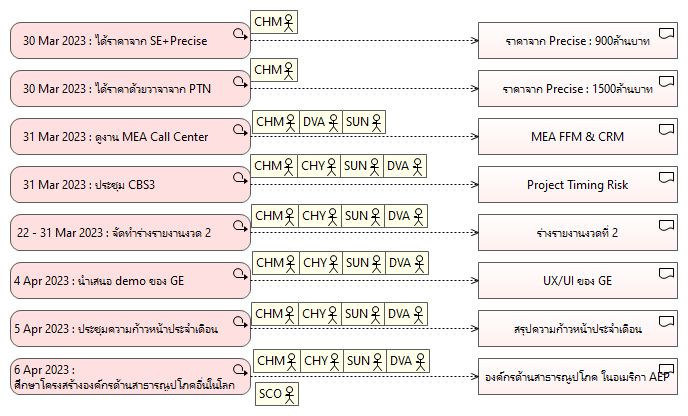 CHM
30 Mar 2023 : ได้ราคาจาก SE+Precise
ราคาจาก Precise : 900ล้านบาท
CHM
30 Mar 2023 : ได้ราคาด้วยวาจาจาก PTN
ราคาจาก Precise : 1500ล้านบาท
CHM DVA SUN
31 Mar 2023 : ดูงาน MEA Call Center
MEA FFM & CRM
CHM CHY SUN DVA
31 Mar 2023 : ประชุม CBS3
Project Timing Risk
CHM CHY SUN DVA
22 - 31 Mar 2023 : จัดทำร่างรายงานงวด 2
ร่างรายงานงวดที่ 2
CHM CHY SUN DVA
4 Apr 2023 : นำเสนอ demo ของ GE
UX/UI ของ GE
CHM CHY SUN DVA
5 Apr 2023 : ประชุมความก้าวหน้าประจำเดือน
สรุปความก้าวหน้าประจำเดือน
CHM CHY SUN DVA
6 Apr 2023 :
ศึกษาโครงสร้างองค์กรด้านสาธารณูปโภคอื่นในโลก
องค์กรด้านสาธารณูปโภค ในอเมริกา AEP
SCO